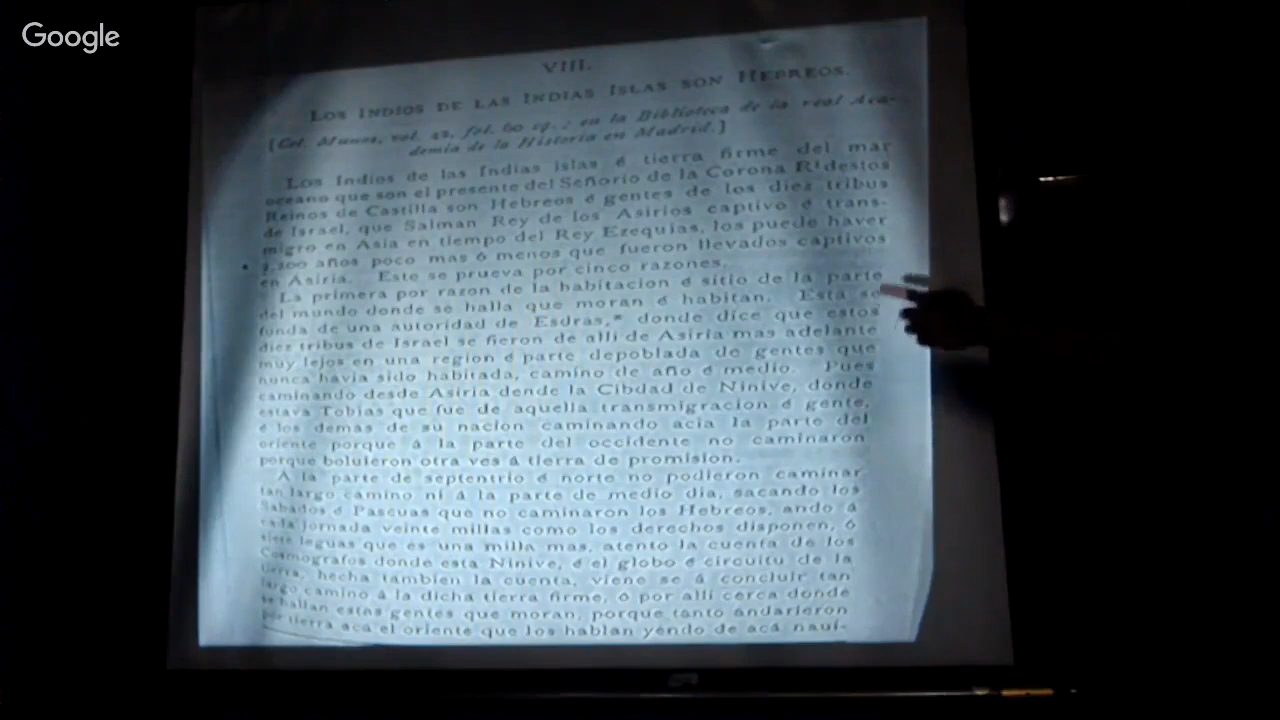 Google
VIII.
LOS INDIOS DE LAS INDIAS ISLAS SON HEBREOS.
[Col. Munos, vol. 42, fol. 60 sq.; en la Biblioteca de la real Aca-
demia de la Historia en Madrid.]
Los Indios de las Indias islas é tierra firme del mar
oceano que son el presente del Señorio de la Corona Rl destos
Reinos de Castilla son Hebreos é gentes de los diez tribus
de Israel, que Salman Rey de los Asirios captivo é trans-
migro en Asia en tiempo del Rey Ezequias, los puede haver
2,200 años poco mas ó menos que fueron llevados captivos
en Asiria. Este se prueva por cinco razones.
La primera por razon de la habitacion é sitio de la parte
del mundo donde se halla que moran é habitan. Esta se
funda de una autoridad de Esdras,* donde dice que estos
diez tribus de Israel se fieron de alli de Asiria mas adelante
muy lejos en una region é parte depoblada de gentes que
nunca havia sido habitada, camino de año é medio. Pues
caminando desde Asiria dende la Cibdad de Ninive, donde
estava Tobias que fue de aquella transmigracion é gente,
é los demas de su nacion caminando acia la parte del
oriente porque á la parte del occidente no caminaron
porque boluieron otra ves á tierra de promision.
A la parte de septentrio é norte no podieron caminar
tan largo camino ni á la parte de medio dia, sacando los
Sabados é Pascuas que no caminaron los Hebreos, ando á
cada jornada veinte millas como los derechos disponen, ó
siete leguas que es una milla mas, atento la cuenta de los
Cosmografos donde esta Ninive, é el globo é circuitu de la
tierra, hecha tambien la cuenta, viene se á concluir tan
largo camino á la dicha tierra firme, ó por alli cerca donde
se hallan estas gentes que moran, porque tanto andarieron
por tierra acá el oriente que los hablan yendo de acá naui-